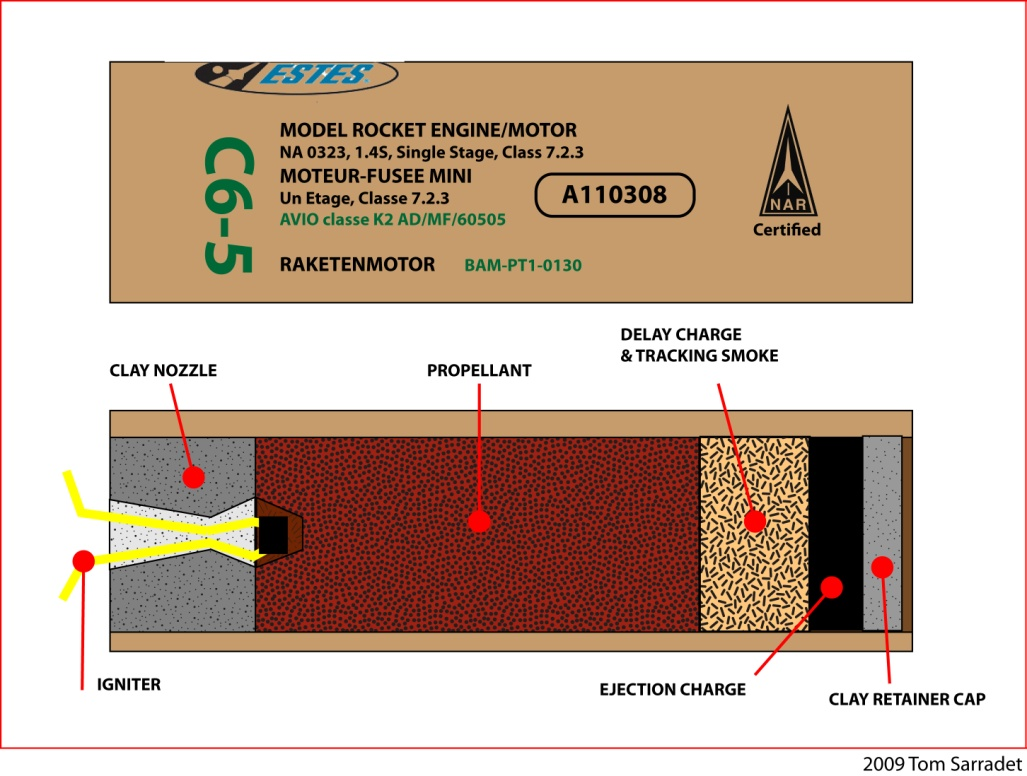 ESTES
C6-5
MODEL ROCKET ENGINE/MOTOR
NA 0323, 1.4S, Single Stage, Class 7.2.3
MOTEUR-FUSEE MINI
Un Etage, Classe 7.2.3
AVIO classe K2 AD/MF/60505
RAKETENMOTOR BAM-PT1-0130
A110308
NAR
Certified
DELAY CHARGE
& TRACKING SMOKE
CLAY NOZZLE
PROPELLANT
IGNITER
EJECTION CHARGE
CLAY RETAINER CAP
2009 Tom Sarradet